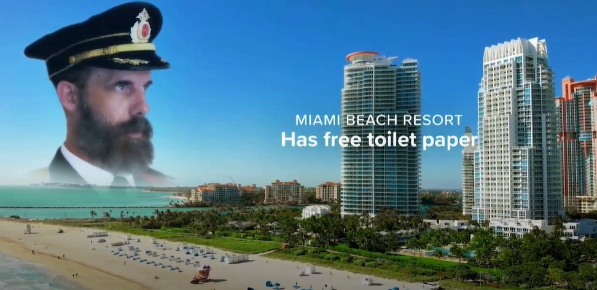 MIAMI BEACH RESORT
Has free toilet paper